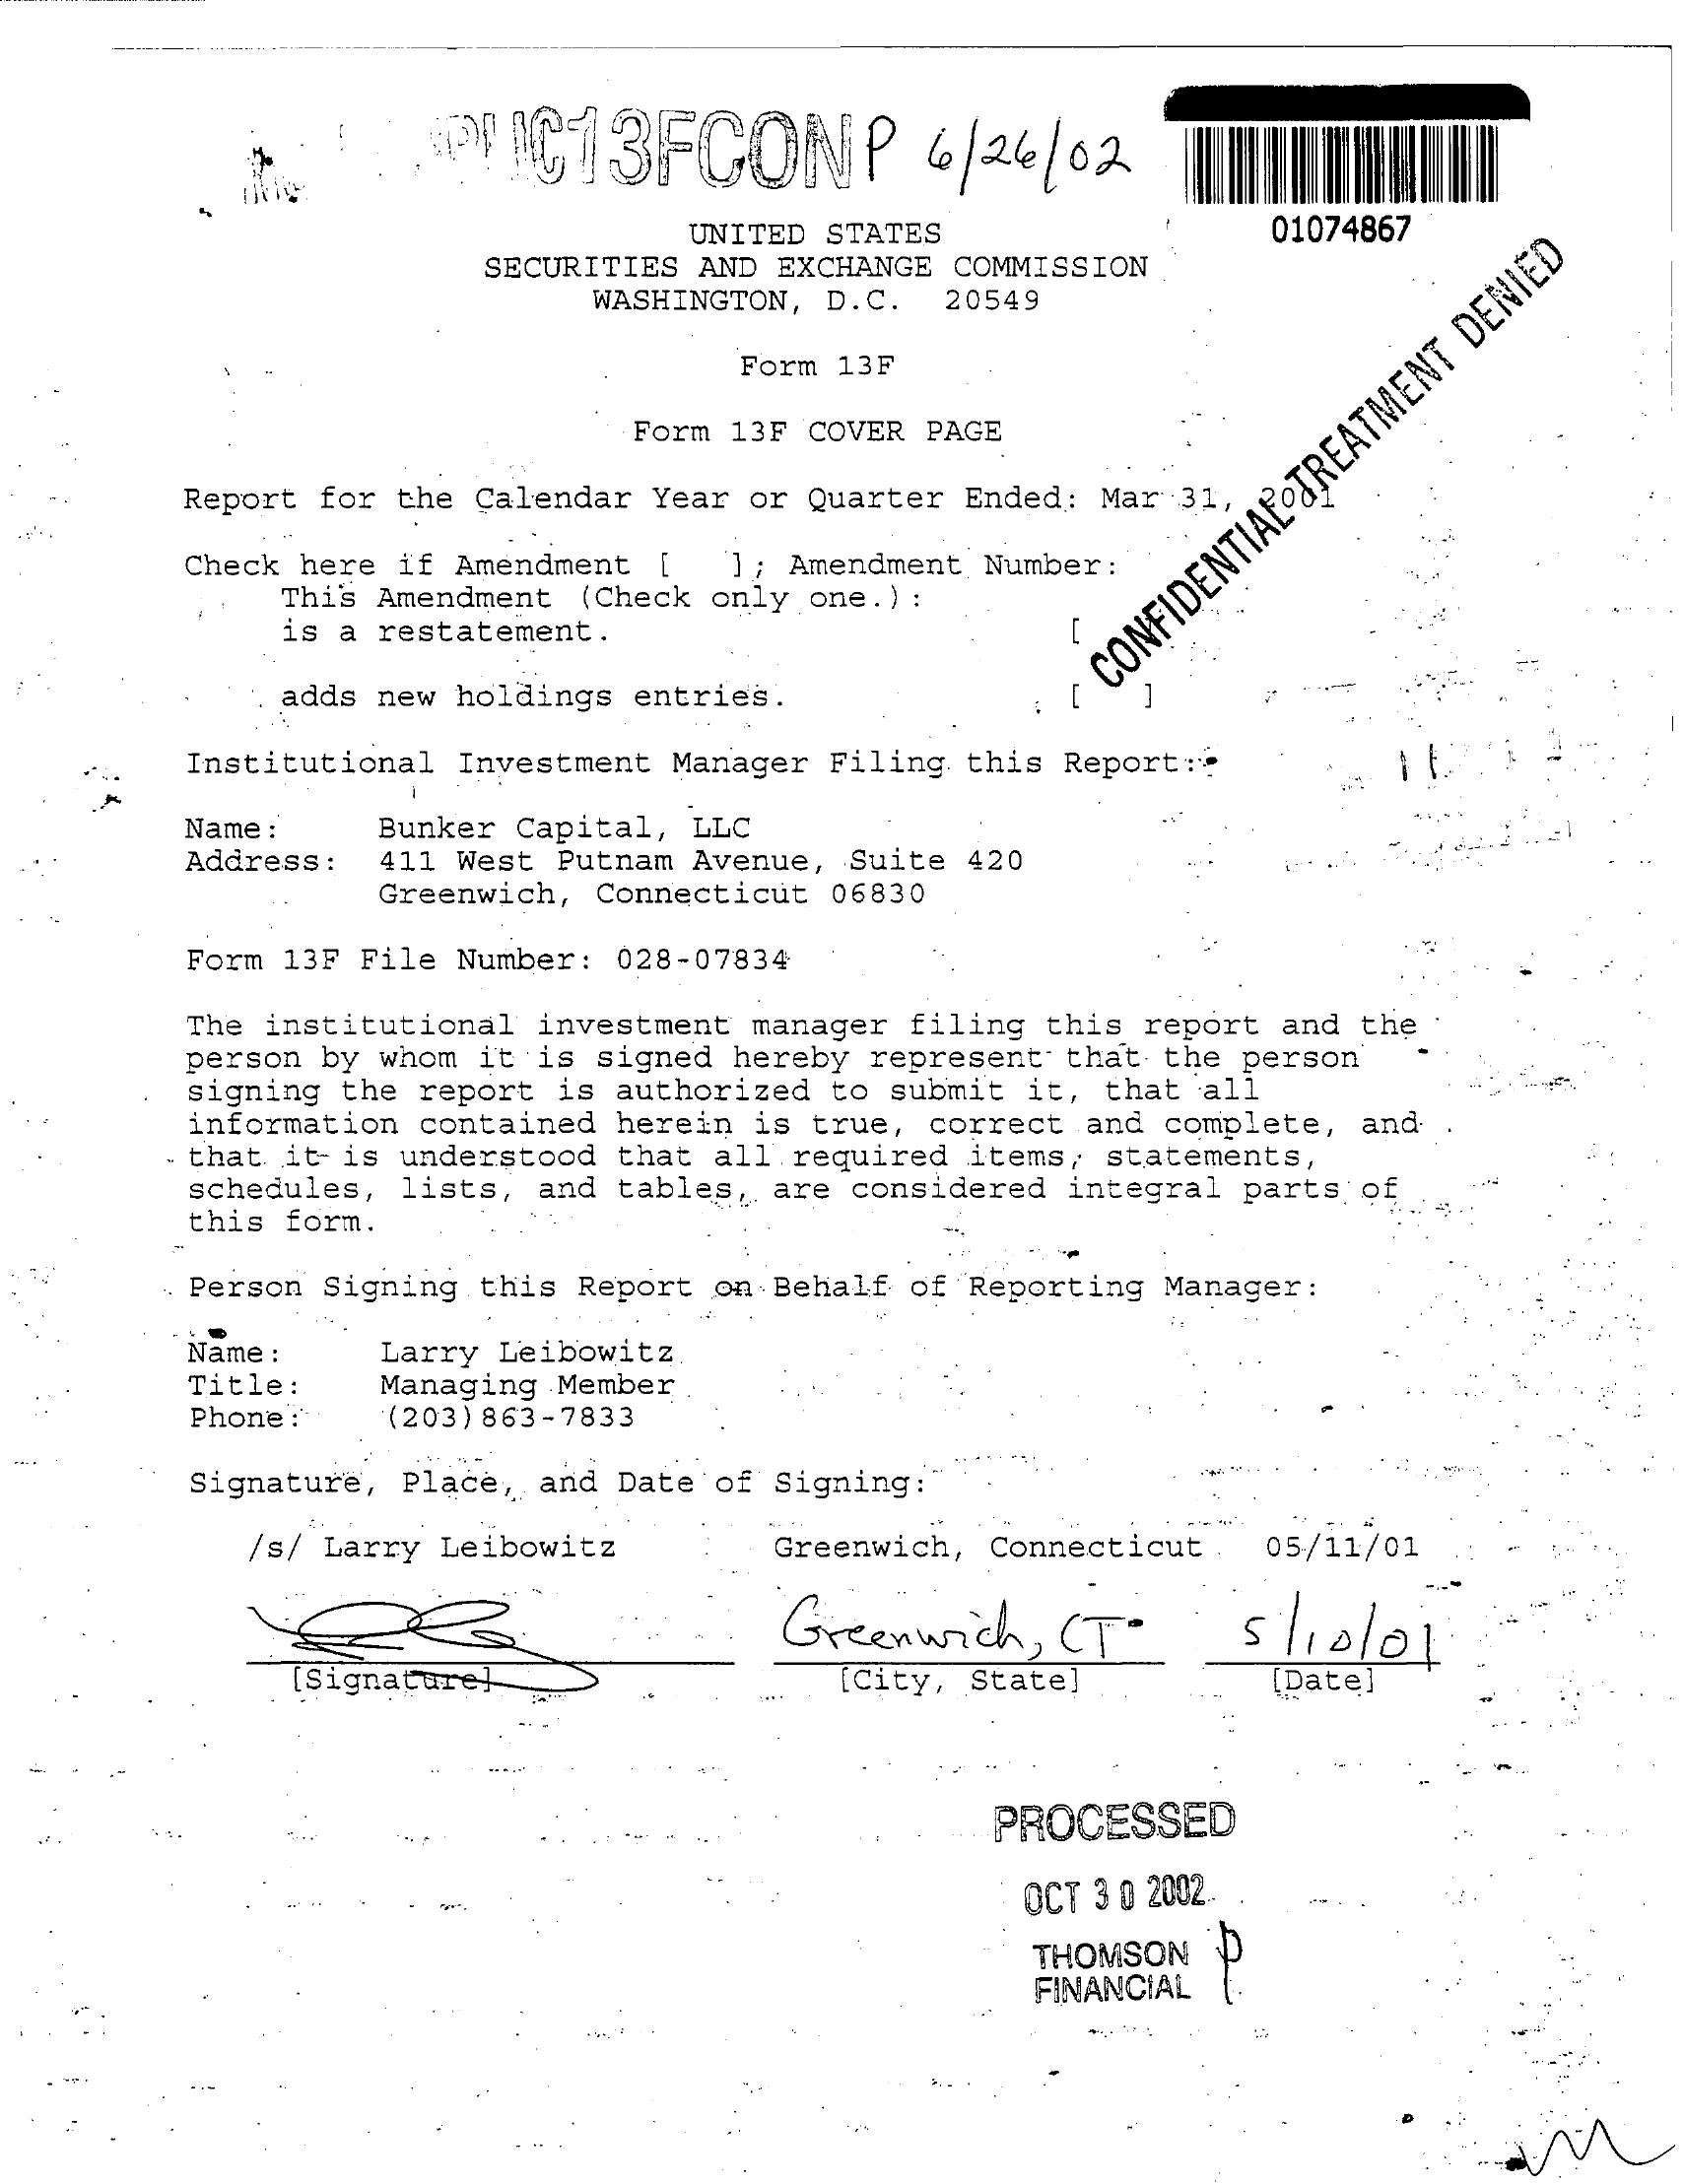 13FCONP 6/26/02
01074867
UNITED STATES
SECURITIES AND EXCHANGE COMMISSION
WASHINGTON, D.C. 20549
CONFIDENTIAL TREATMENT DENIED
Form 13F
Form 13F COVER PAGE
Report for the Calendar Year or Quarter Ended: Mar 31, 2001
Check here if Amendment [ ]; Amendment Number:
This Amendment (Check only one.):
is a restatement. [
adds new holdings entries. [ ]
Institutional Investment Manager Filing this Report:
Name: Bunker Capital, LLC
Address: 411 West Putnam Avenue, Suite 420
Greenwich, Connecticut 06830
Form 13F File Number: 028-07834
The institutional investment manager filing this report and the
person by whom it is signed hereby represent that the person
signing the report is authorized to submit it, that all
information contained herein is true, correct and complete, and
that it is understood that all required items, statements,
schedules, lists, and tables, are considered integral parts of
this form.
Person Signing this Report on Behalf of Reporting Manager:
Name: Larry Leibowitz
Title: Managing Member
Phone: (203)863-7833
Signature, Place, and Date of Signing:
/s/ Larry Leibowitz Greenwich, Connecticut 05/11/01
Greenwich, CT 5/10/01
[Signature] [City, State] [Date]
PROCESSED
OCT 30 2002
THOMSON P
FINANCIAL